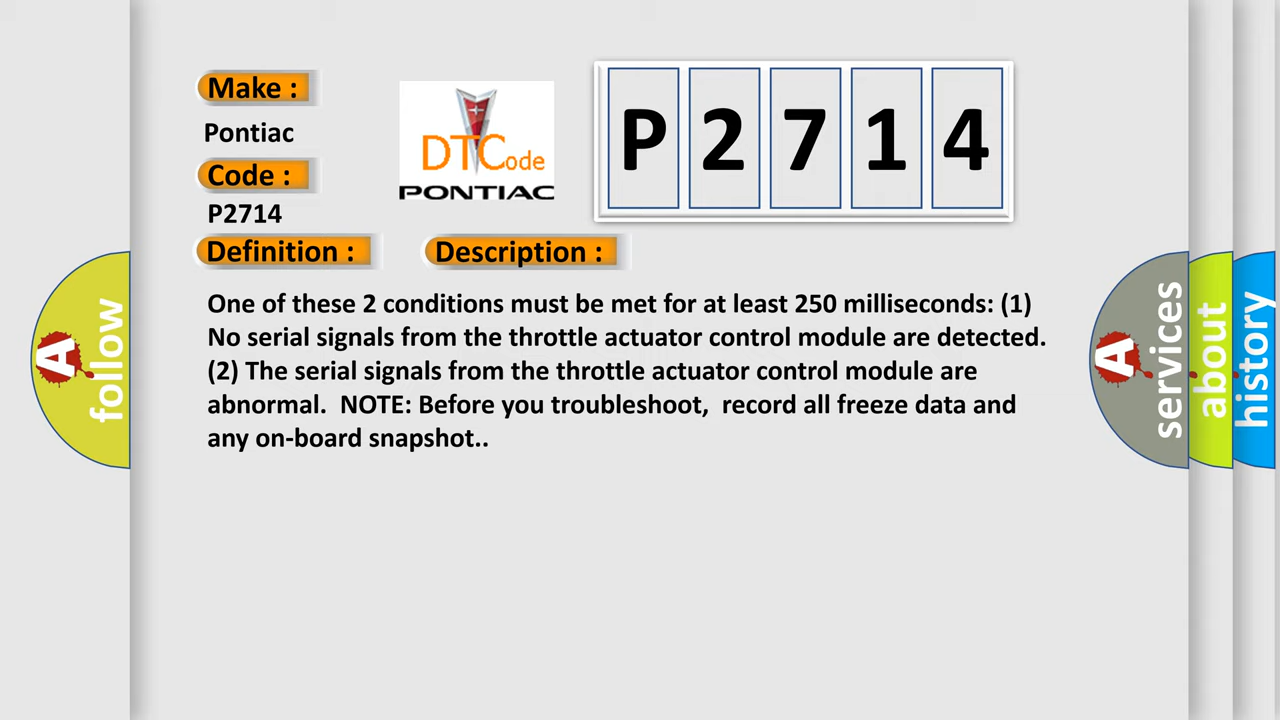 Make :
Pontiac
Code :
P2714
DTCode
PONTIAC
P 2 7 1 4
Definition :
Description :
One of these 2 conditions must be met for at least 250 milliseconds: (1)
No serial signals from the throttle actuator control module are detected.
(2) The serial signals from the throttle actuator control module are
abnormal. NOTE: Before you troubleshoot, record all freeze data and
any on-board snapshot..
A follow
A services
about
history